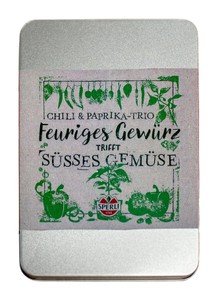 CHILI & PAPRIKA-TRIO
Feuriges Gewürz
TRIFFT
SÜSSES GEMÜSE
SPERLI